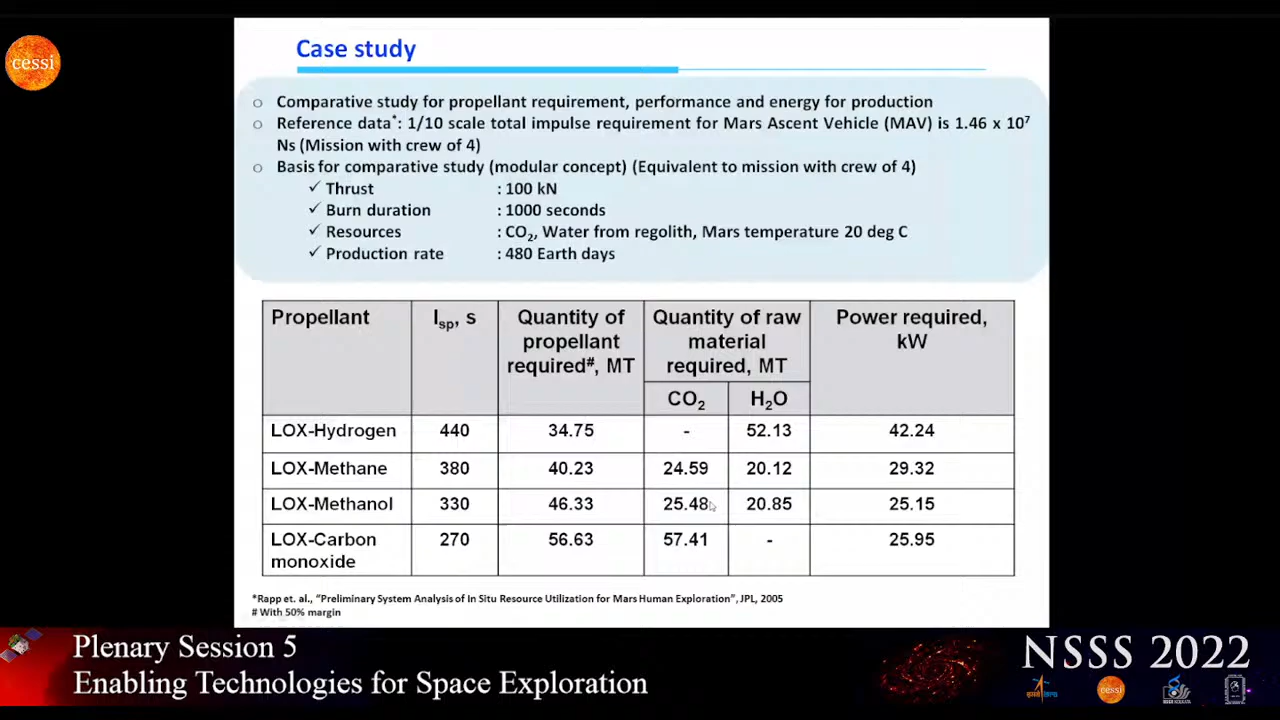 cessi
Case study
○ Comparative study for propellant requirement, performance and energy for production
○ Reference data*: 1/10 scale total impulse requirement for Mars Ascent Vehicle (MAV) is 1.46 x 10⁷
Ns (Mission with crew of 4)
○ Basis for comparative study (modular concept) (Equivalent to mission with crew of 4)
✓ Thrust : 100 kN
✓ Burn duration : 1000 seconds
✓ Resources : CO₂, Water from regolith, Mars temperature 20 deg C
✓ Production rate : 480 Earth days
Propellant Isp, s Quantity of propellant required#, MT Quantity of raw material required, MT Power required, kW
CO₂ H₂O
LOX-Hydrogen 440 34.75 - 52.13 42.24
LOX-Methane 380 40.23 24.59 20.12 29.32
LOX-Methanol 330 46.33 25.48 20.85 25.15
LOX-Carbon monoxide 270 56.63 57.41 - 25.95
*Rapp et. al., “Preliminary System Analysis of In Situ Resource Utilization for Mars Human Exploration”, JPL, 2005
# With 50% margin
Plenary Session 5
Enabling Technologies for Space Exploration
NSSS 2022